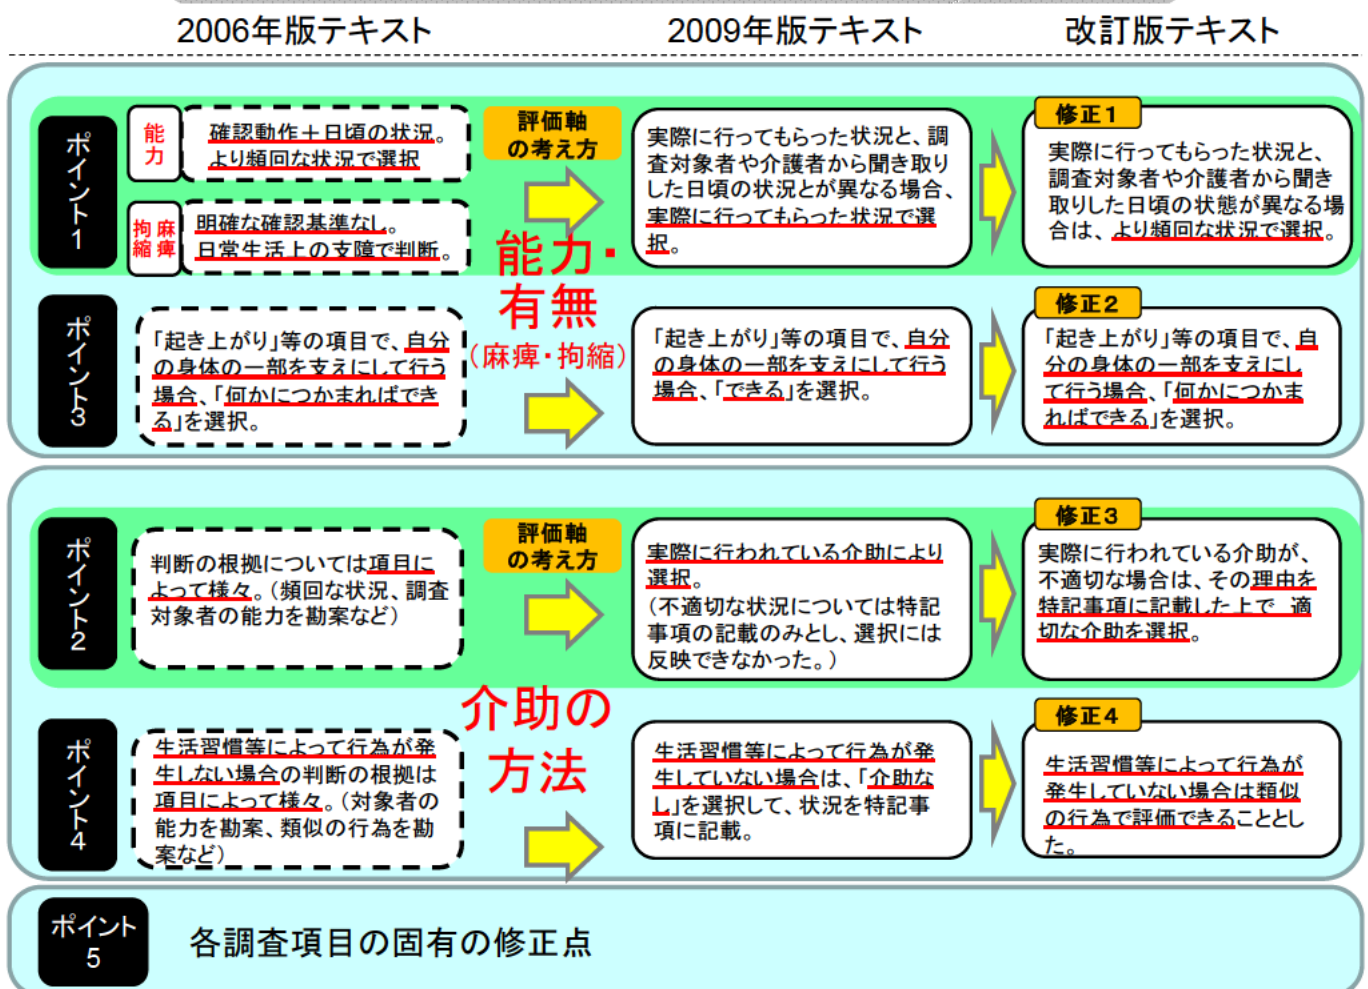 2006年版テキスト
2009年版テキスト
改訂版テキスト
ポイント1
能力
確認動作+日頃の状況。
より頻回な状況で選択
拘縮 麻痺
明確な確認基準なし。
日常生活上の支障で判断。
評価軸
の考え方
実際に行ってもらった状況と、調
査対象者や介護者から聞き取り
した日頃の状況とが異なる場合、
実際に行ってもらった状況で選
択。
修正1
実際に行ってもらった状況と、
調査対象者や介護者から聞き
取りした日頃の状態が異なる場
合は、より頻回な状況で選択。
能力・
有無
(麻痺・拘縮)
ポイント3
「起き上がり」等の項目で、自分
の身体の一部を支えにして行う
場合、「何かにつかまればでき
る」を選択。
「起き上がり」等の項目で、自分
の身体の一部を支えにして行う
場合、「できる」を選択。
修正2
「起き上がり」等の項目で、自
分の身体の一部を支えにし
て行う場合、「何かにつかま
ればできる」を選択。
ポイント2
判断の根拠については項目に
よって様々。(頻回な状況、調査
対象者の能力を勘案など)
評価軸
の考え方
実際に行われている介助により
選択。
(不適切な状況については特記
事項の記載のみとし、選択には
反映できなかった。)
修正3
実際に行われている介助が、
不適切な場合は、その理由を
特記事項に記載した上で 適
切な介助を選択。
介助の
方法
ポイント4
生活習慣等によって行為が発
生しない場合の判断の根拠は
項目によって様々。(対象者の
能力を勘案、類似の行為を勘
案など)
生活習慣等によって行為が発
生していない場合は、「介助な
し」を選択して、状況を特記事
項に記載。
修正4
生活習慣等によって行為が
発生していない場合は類似
の行為で評価できることとし
た。
ポイント
5
各調査項目の固有の修正点